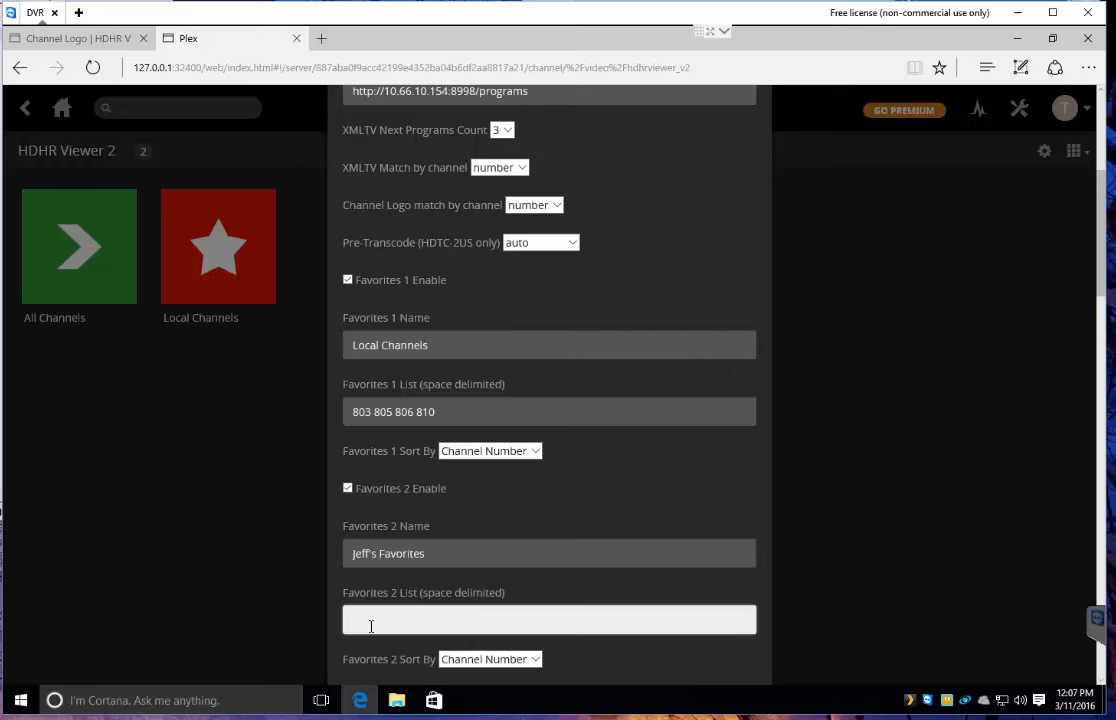 DVR
Free license (non-commercial use only)
Channel Logo | HDHR V
Plex
127.0.0.1:32400/web/index.html#!/server/887aba0f9acc42199e4352ba04b6df2aa8817a21/channel/%2Fvideo%2Fhdhrviewer_v2
http://10.66.10.154:8998/programs
GO PREMIUM
T
XMLTV Next Programs Count 3
HDHR Viewer 2 2
XMLTV Match by channel number
Channel Logo match by channel number
Pre-Transcode (HDTC-2US only) auto
Favorites 1 Enable
All Channels
Local Channels
Favorites 1 Name
Local Channels
Favorites 1 List (space delimited)
803 805 806 810
Favorites 1 Sort By Channel Number
Favorites 2 Enable
Favorites 2 Name
Jeff's Favorites
Favorites 2 List (space delimited)
Favorites 2 Sort By Channel Number
I'm Cortana. Ask me anything.
12:07 PM
3/11/2016